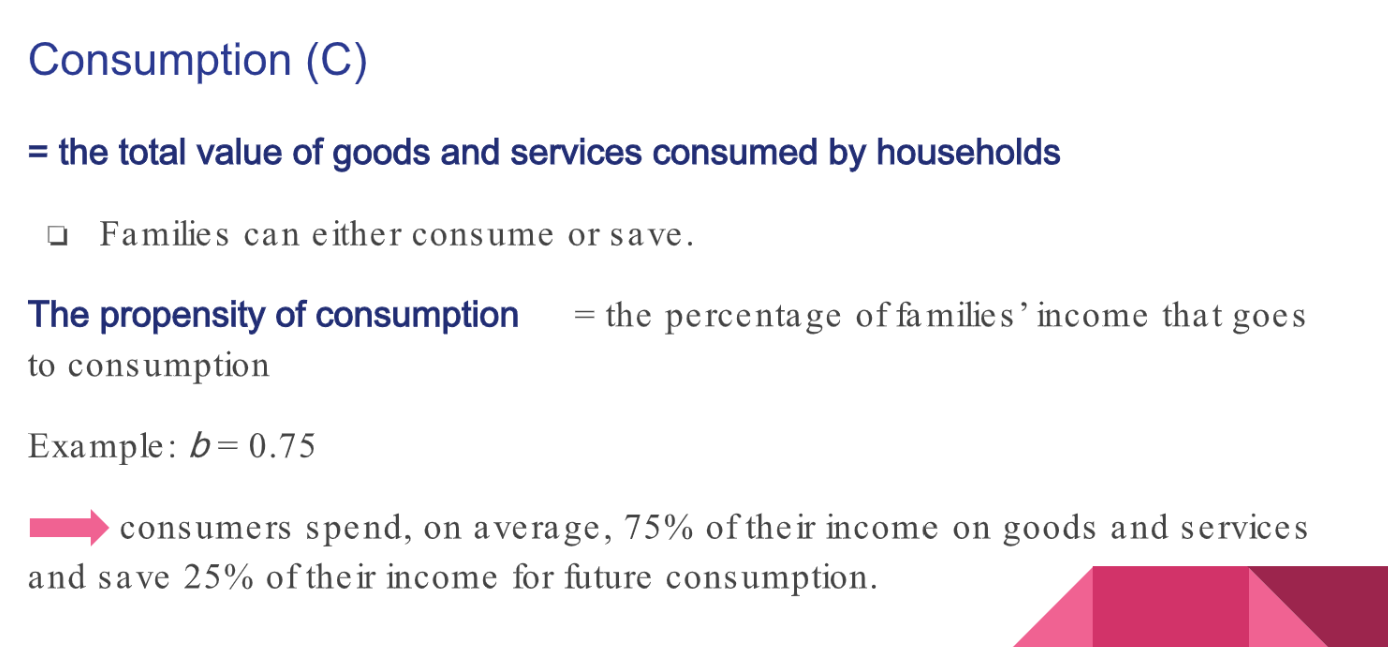 Consumption (C)
= the total value of goods and services consumed by households
❏ Families can either consume or save.
The propensity of consumption = the percentage of families’ income that goes
to consumption
Example: b = 0.75
consumers spend, on average, 75% of their income on goods and services
and save 25% of their income for future consumption.